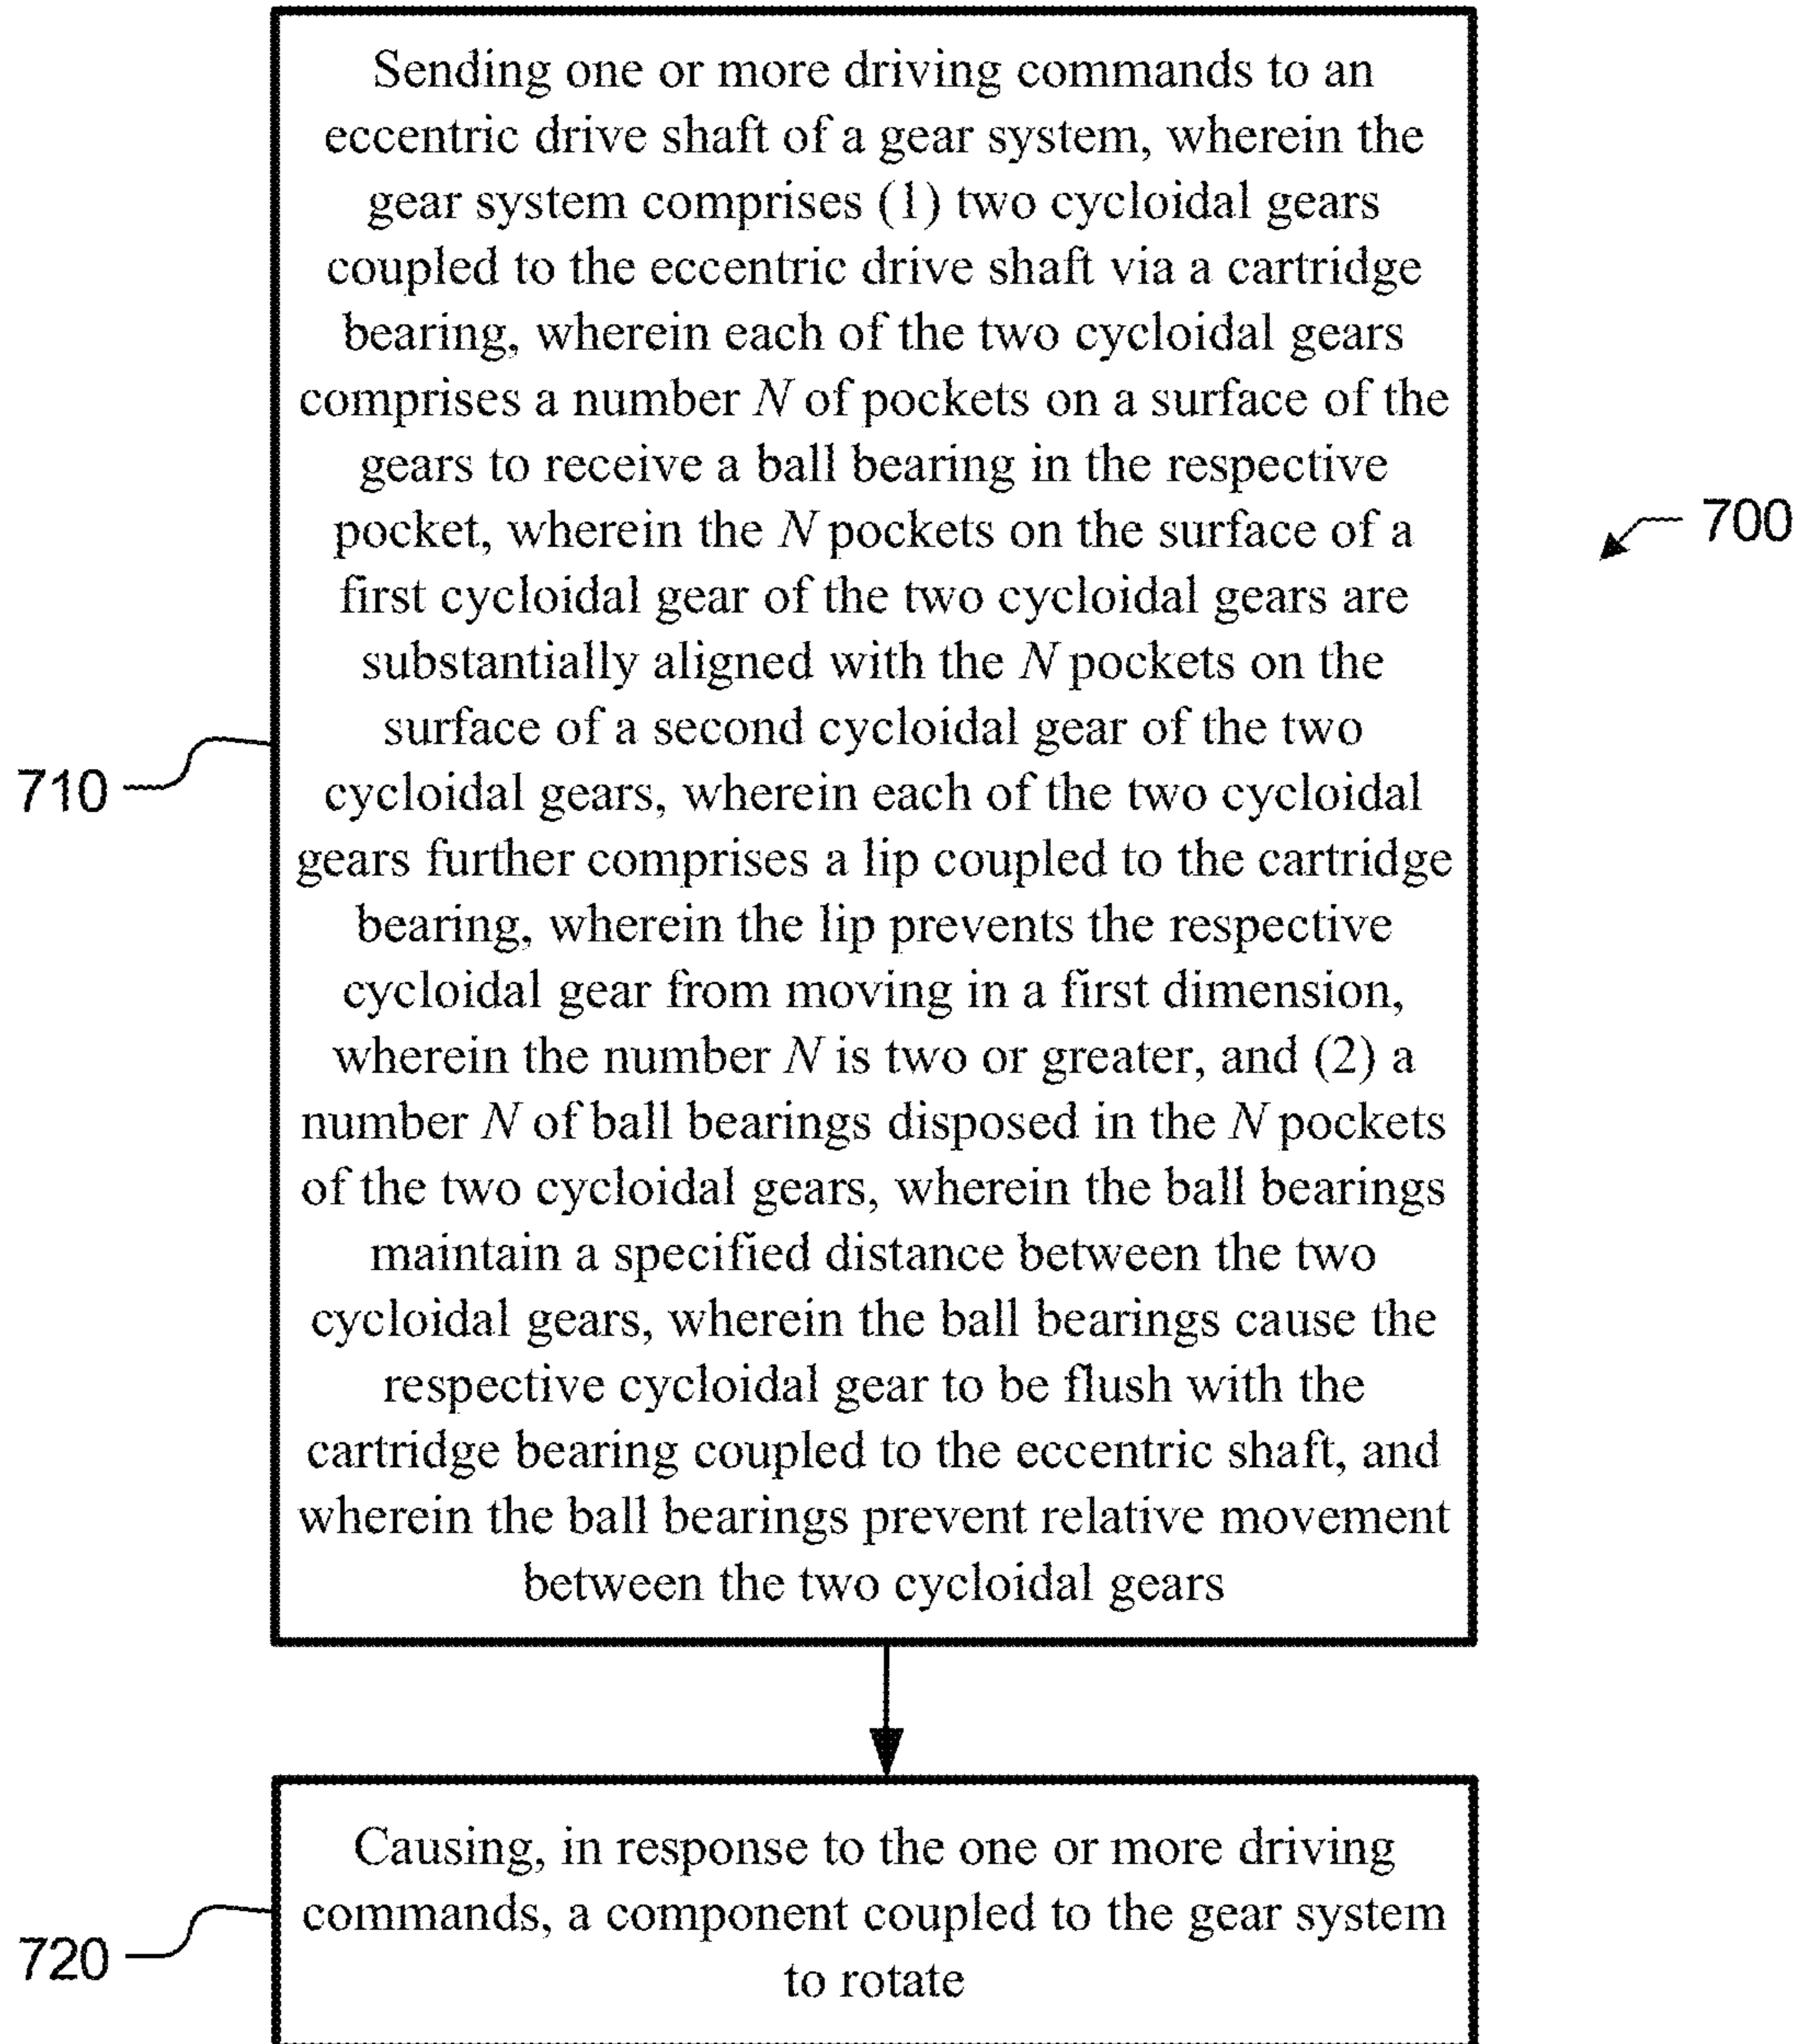 Sending one or more driving commands to an
eccentric drive shaft of a gear system, wherein the
gear system comprises (1) two cycloidal gears
coupled to the eccentric drive shaft via a cartridge
bearing, wherein each of the two cycloidal gears
comprises a number N of pockets on a surface of the
gears to receive a ball bearing in the respective
pocket, wherein the N pockets on the surface of a
first cycloidal gear of the two cycloidal gears are
substantially aligned with the N pockets on the
surface of a second cycloidal gear of the two
cycloidal gears, wherein each of the two cycloidal
gears further comprises a lip coupled to the cartridge
bearing, wherein the lip prevents the respective
cycloidal gear from moving in a first dimension,
wherein the number N is two or greater, and (2) a
number N of ball bearings disposed in the N pockets
of the two cycloidal gears, wherein the ball bearings
maintain a specified distance between the two
cycloidal gears, wherein the ball bearings cause the
respective cycloidal gear to be flush with the
cartridge bearing coupled to the eccentric shaft, and
wherein the ball bearings prevent relative movement
between the two cycloidal gears
700
710
Causing, in response to the one or more driving
commands, a component coupled to the gear system
to rotate
720